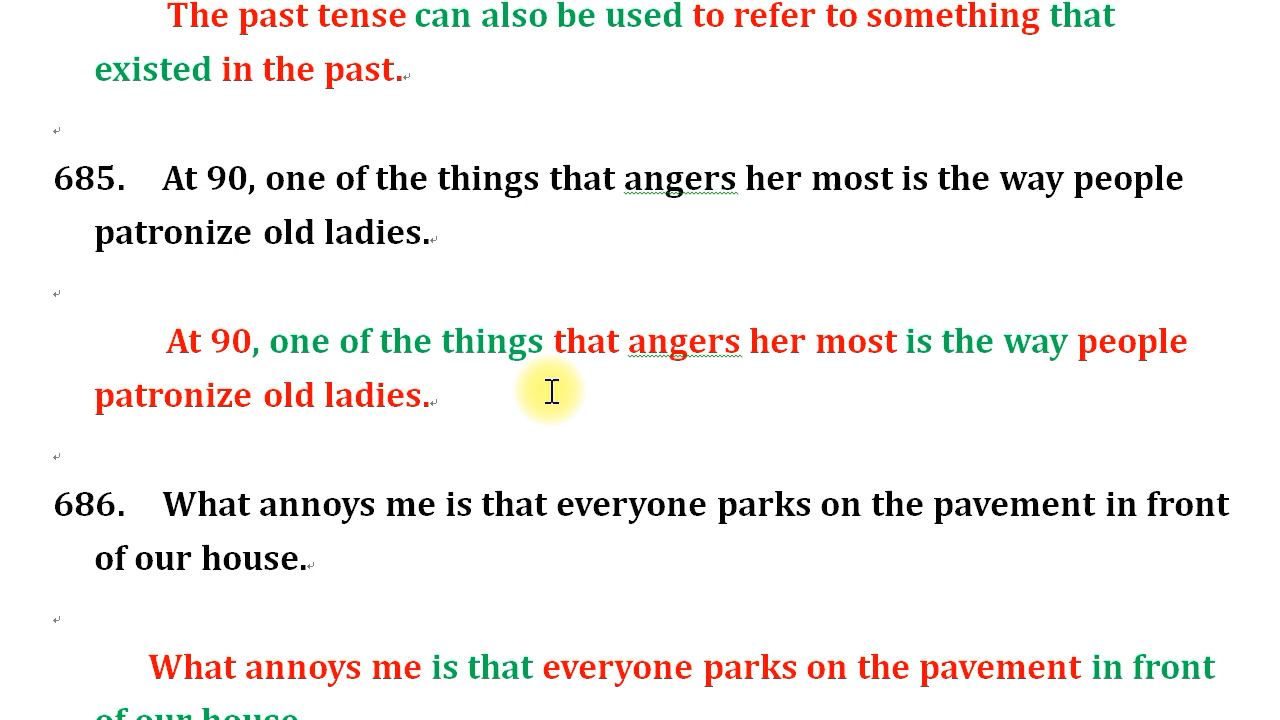 The past tense can also be used to refer to something that
existed in the past.
685. At 90, one of the things that angers her most is the way people
patronize old ladies.
At 90, one of the things that angers her most is the way people
patronize old ladies.
686. What annoys me is that everyone parks on the pavement in front
of our house.
What annoys me is that everyone parks on the pavement in front
of our house.